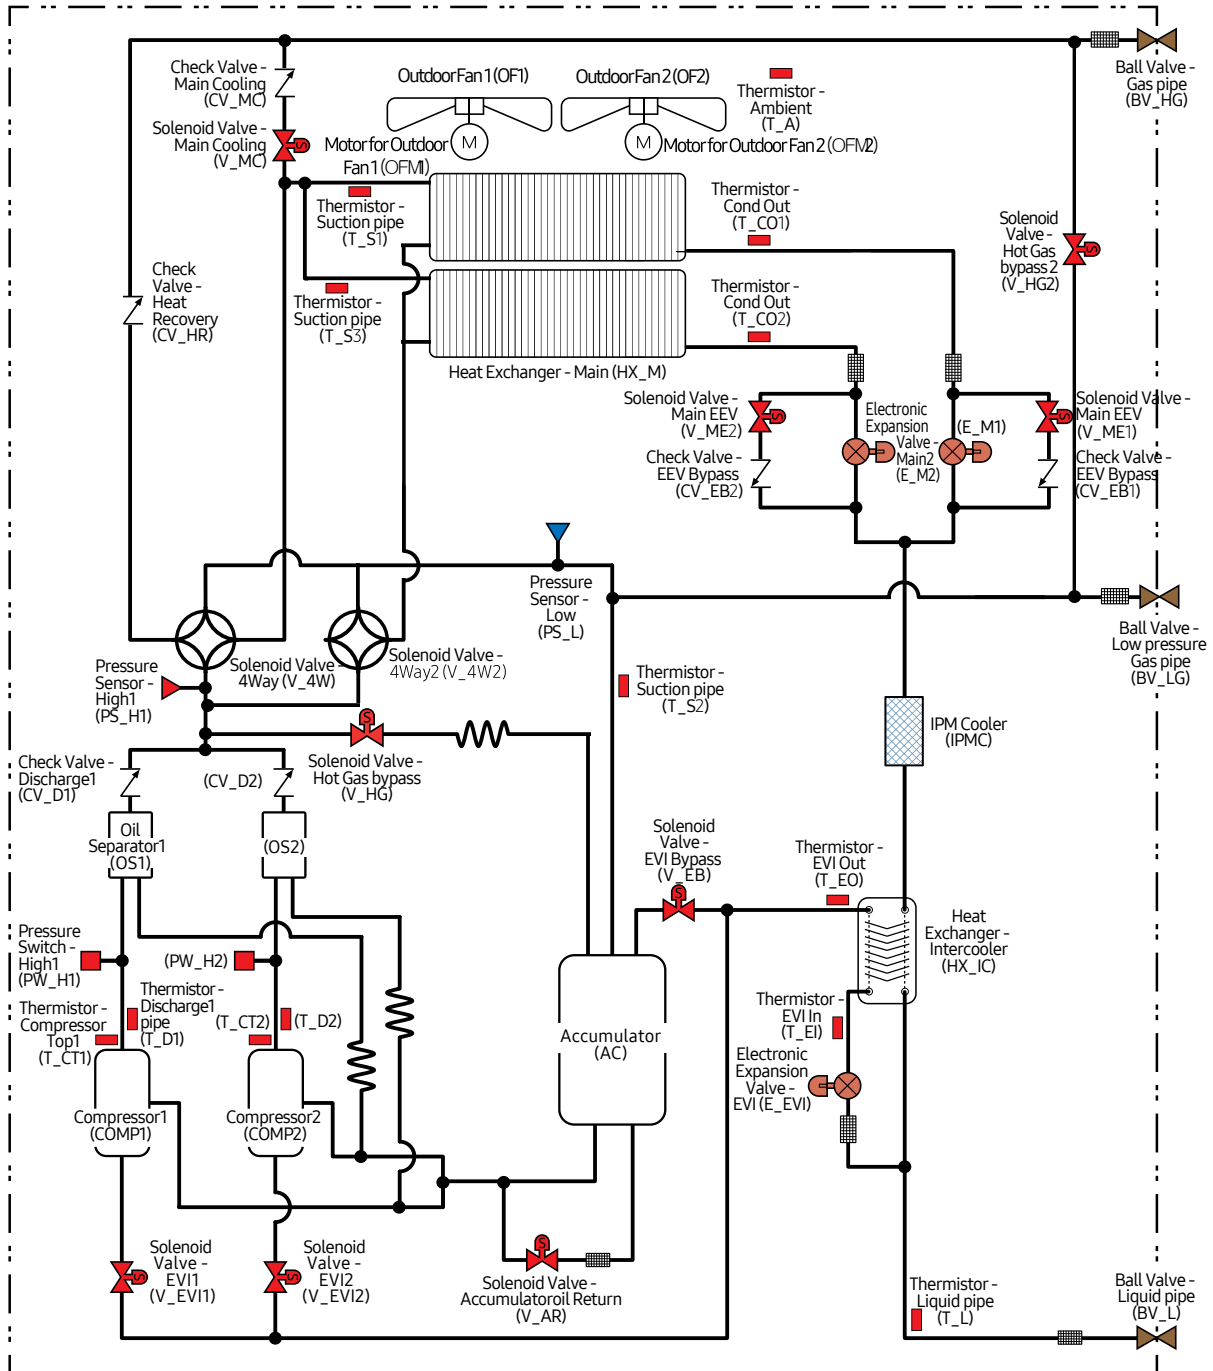 Check Valve -
Main Cooling
(CV_MC)
Solenoid Valve -
Main Cooling
(V_MC)
Outdoor Fan 1 (OF1)
Outdoor Fan 2 (OF2)
M
M
Motor for Outdoor
Fan 1 (OFM1)
Motor for Outdoor Fan 2 (OFM2)
Thermistor -
Ambient
(T_A)
Ball Valve -
Gas pipe
(BV_HG)
Thermistor -
Suction pipe
(T_S1)
Thermistor -
Cond Out
(T_CO1)
Solenoid
Valve -
Hot Gas
bypass 2
(V_HG2)
Check
Valve -
Heat
Recovery
(CV_HR)
Thermistor -
Suction pipe
(T_S3)
Thermistor -
Cond Out
(T_CO2)
Heat Exchanger - Main (HX_M)
Solenoid Valve -
Main EEV
(V_ME2)
Electronic
Expansion
Valve -
Main2
(E_M2)
(E_M1)
Solenoid Valve -
Main EEV
(V_ME1)
Check Valve -
EEV Bypass
(CV_EB2)
Check Valve -
EEV Bypass
(CV_EB1)
Pressure
Sensor -
Low
(PS_L)
Ball Valve -
Low pressure
Gas pipe
(BV_LG)
Solenoid Valve -
4Way (V_4W)
Solenoid Valve -
4Way2 (V_4W2)
Pressure
Sensor -
High1
(PS_H1)
Thermistor -
Suction pipe
(T_S2)
IPM Cooler
(IPMC)
S
Solenoid Valve -
Hot Gas bypass
(V_HG)
Check Valve -
Discharge1
(CV_D1)
(CV_D2)
Oil
Separator1
(OS1)
(OS2)
Solenoid
Valve -
EVI Bypass
(V_EB)
S
Thermistor -
EVI Out
(T_EO)
Heat
Exchanger -
Intercooler
(HX_IC)
Pressure
Switch -
High1
(PW_H1)
(PW_H2)
Thermistor -
Compressor
Top1
(T_CT1)
Thermistor-
Discharge1
pipe
(T_D1)
(T_CT2)
(T_D2)
Accumulator
(AC)
Thermistor -
EVI In
(T_EI)
Electronic
Expansion
Valve -
EVI (E_EVI)
Compressor1
(COMP1)
Compressor2
(COMP2)
Solenoid
Valve -
EVI1
(V_EVI1)
Solenoid
Valve -
EVI2
(V_EVI2)
S
Solenoid Valve -
Accumulatoroil Return
(V_AR)
Thermistor -
Liquid pipe
(T_L)
Ball Valve -
Liquid pipe
(BV_L)